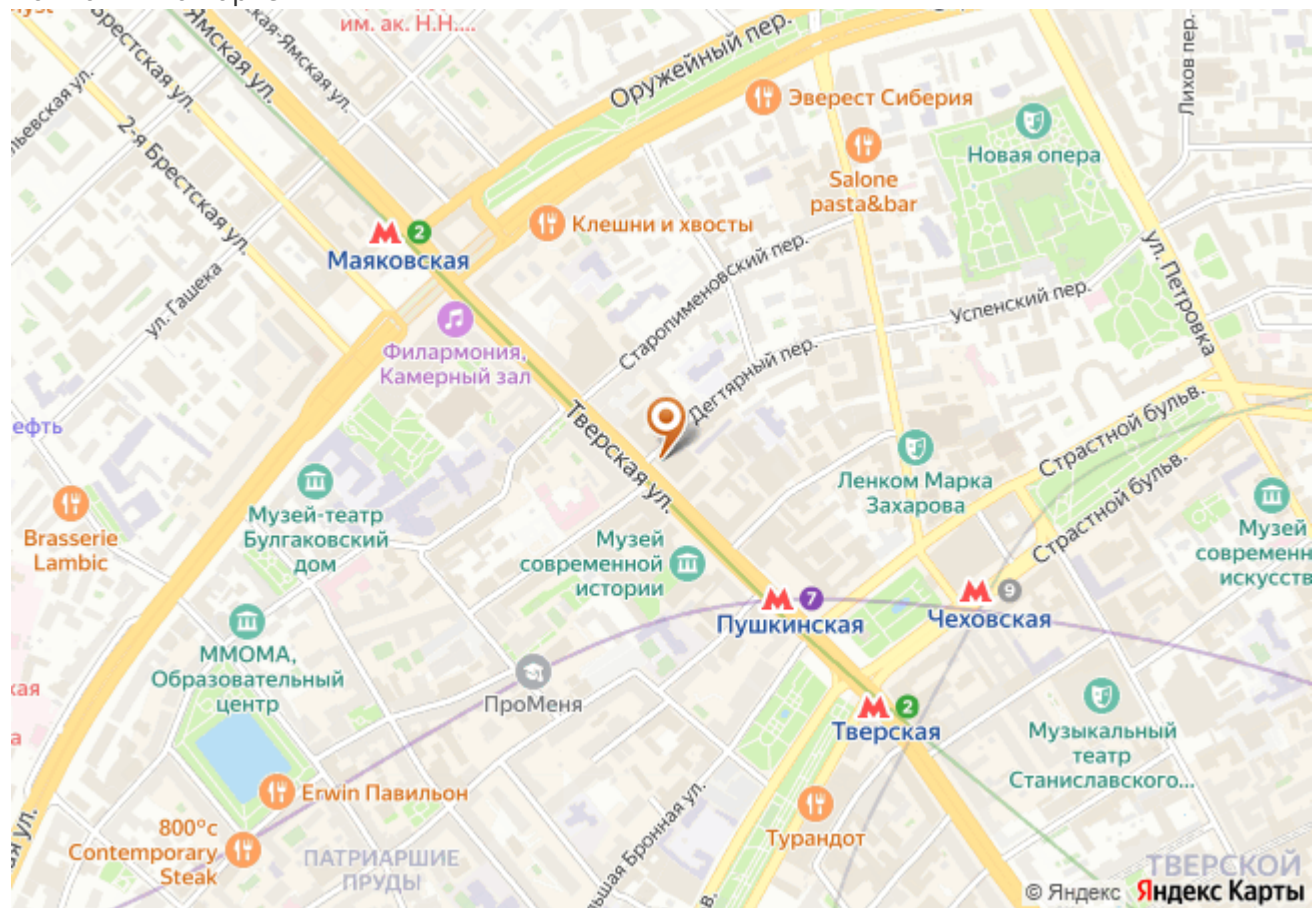 им. ак. Н.Н....
Ямская ул.
Брестская ул.
2-я Брестская ул.
Оружейный пер.
Лихов пер.
Эверест Сиберия
Новая опера
Salone
pasta&bar
Клешни и хвосты
М 2
Маяковская
ул. Гашека
Старопименовский пер.
ул. Петровка
Успенский пер.
Филармония,
Камерный зал
Дегтярный пер.
Тверская ул.
Страстной бульв.
Страстной бульв.
Ленком Марка
Захарова
Музей-театр
Булгаковский
дом
Brasserie
Lambic
Музей
современной
истории
Музей
современн
искусств
М 7
Пушкинская
М 9
Чеховская
ММОМА,
Образовательный
центр
ПроМеня
М 2
Тверская
Музыкальный
театр
Станиславского...
Erwin Павильон
800°c
Contemporary
Steak
Турандот
ПАТРИАРШИЕ
ПРУДЫ
ТВЕРСКОЙ
© Яндекс Яндекс Карты